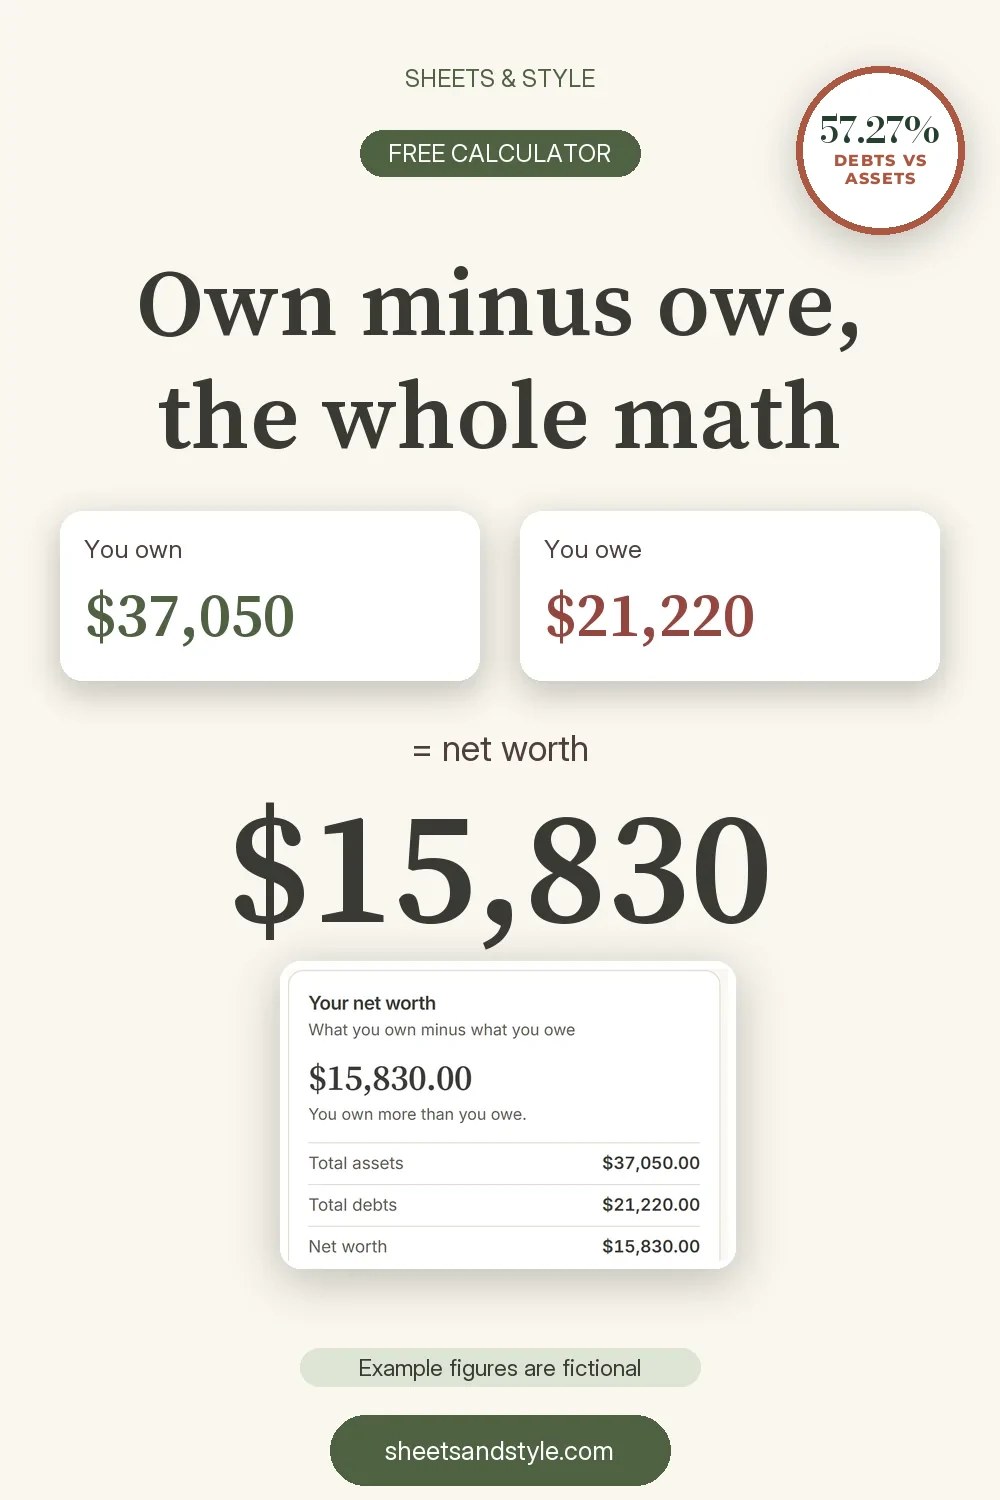 SHEETS & STYLE
FREE CALCULATOR
57.27%
DEBTS VS
ASSETS
Own minus owe,
the whole math
You own
$37,050
You owe
$21,220
= net worth
$15,830
Your net worth
What you own minus what you owe
$15,830.00
You own more than you owe.
Total assets $37,050.00
Total debts $21,220.00
Net worth $15,830.00
Example figures are fictional
sheetsandstyle.com